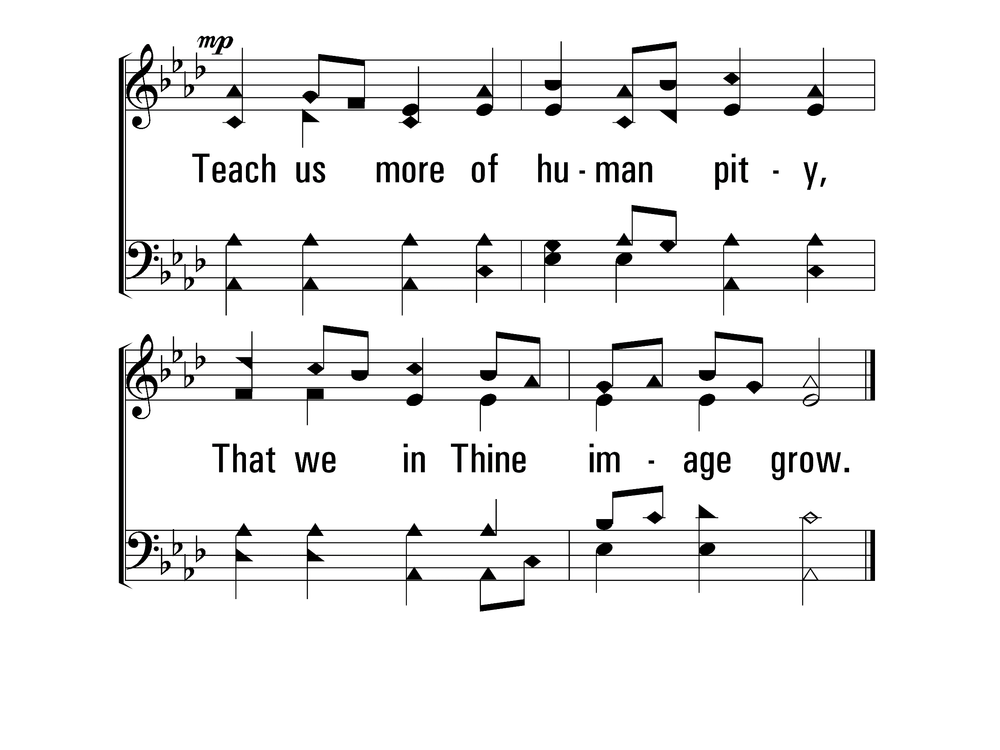 mp
Teach us more of hu - man pit - y,
That we in Thine im - age grow.